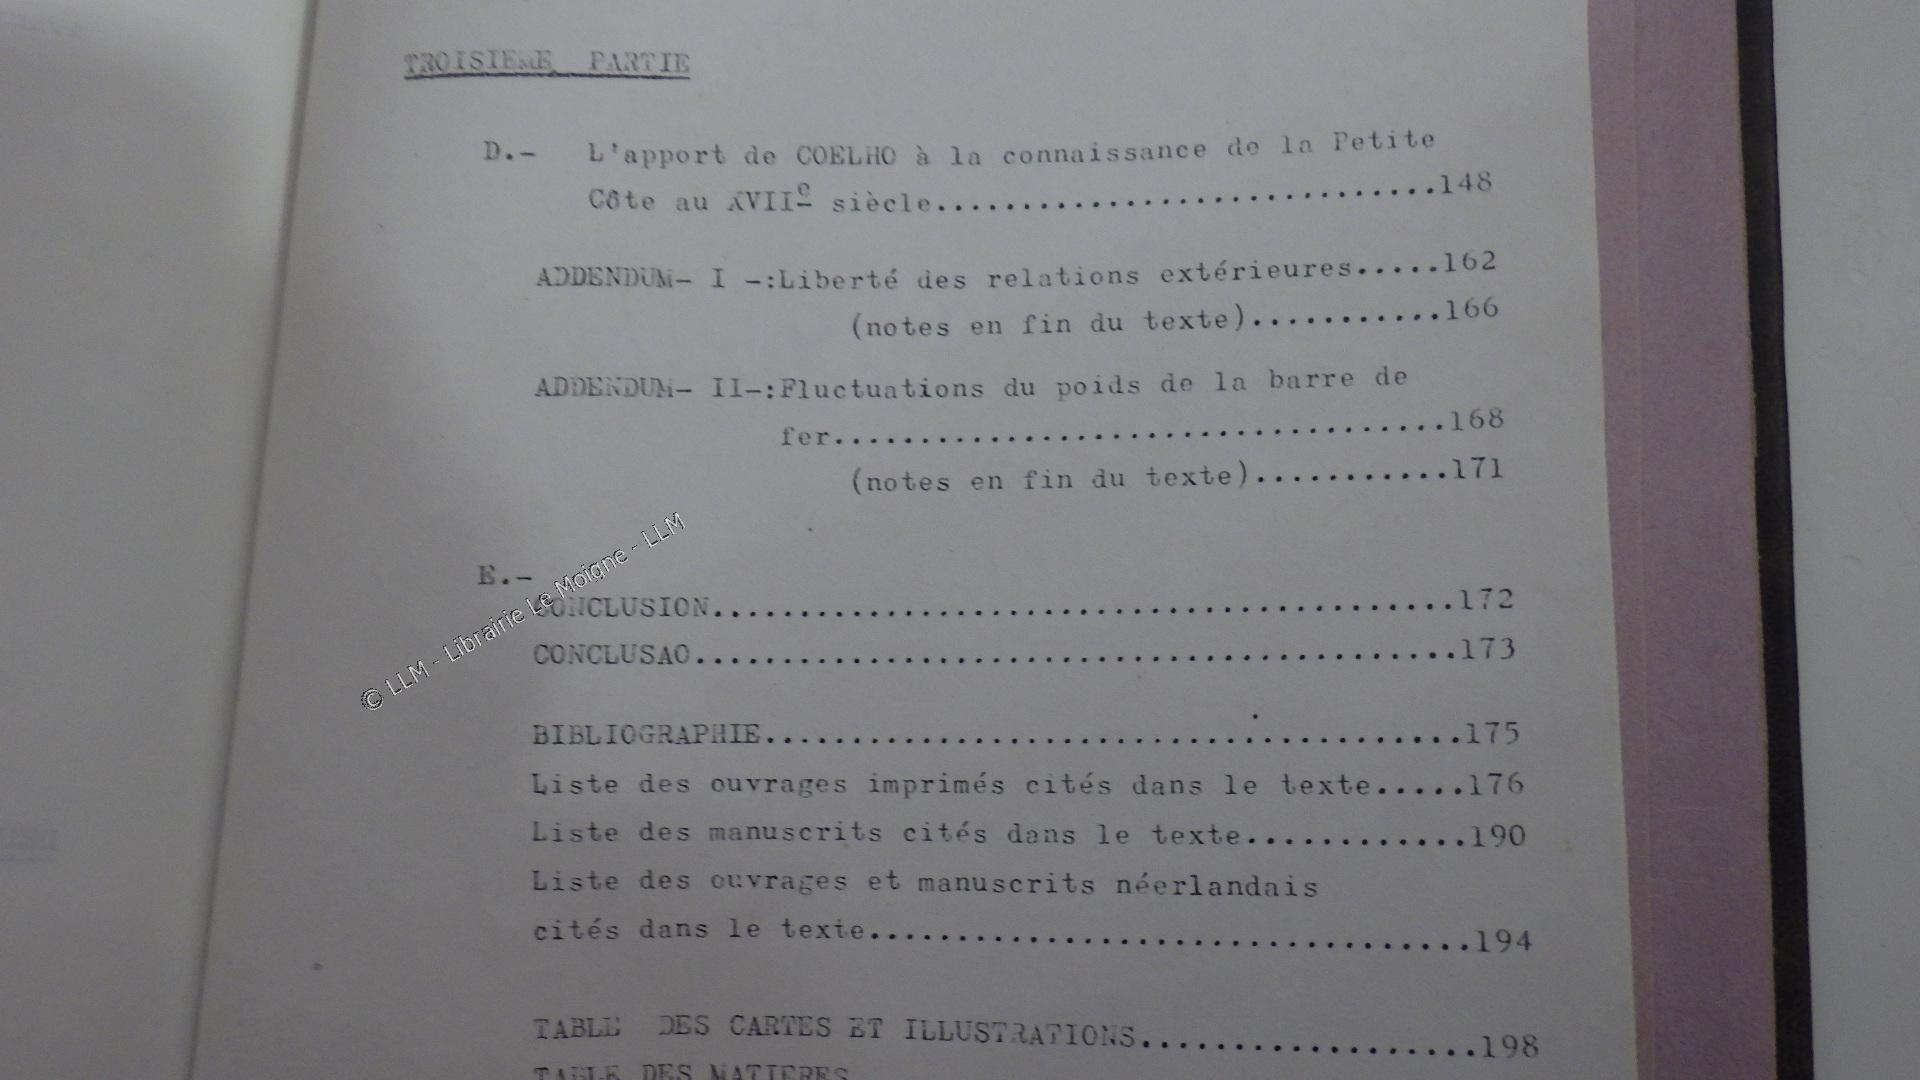 TROISIEME PARTIE
D.- L'apport de COELHO à la connaissance de la Petite
Côte au XVIIe siècle..............................148
ADDENDUM- I -:Liberté des relations extérieures.....162
(notes en fin du texte)...........166
ADDENDUM- II-:Fluctuations du poids de la barre de
fer....................................168
(notes en fin du texte)...........171
E.-
CONCLUSION...........................................172
CONCLUSAO............................................173
BIBLIOGRAPHIE.........................................175
Liste des ouvrages imprimés cités dans le texte.....176
Liste des manuscrits cités dans le texte.............190
Liste des ouvrages et manuscrits néerlandais
cités dans le texte...................................194
TABLE DES CARTES ET ILLUSTRATIONS...................198
TABLE DES MATIERES
© LLM - Librairie Le Moigne - LLM